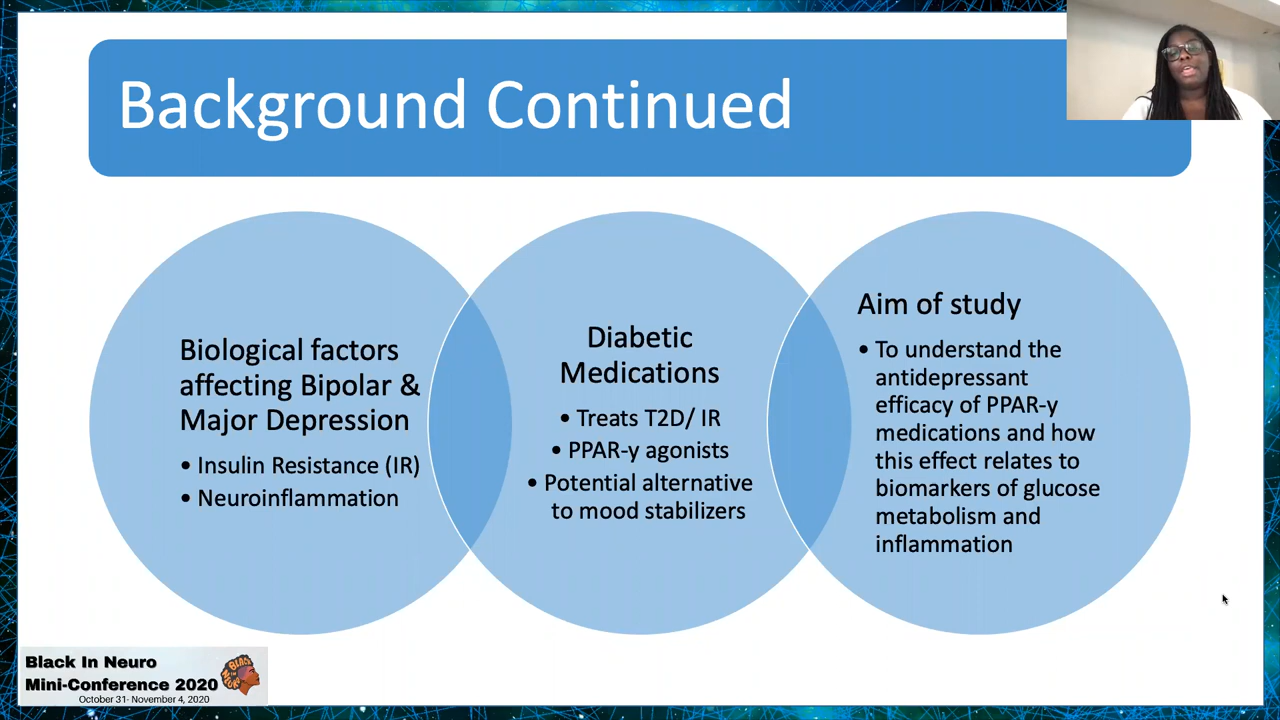 Background Continued
Biological factors
affecting Bipolar &
Major Depression
• Insulin Resistance (IR)
• Neuroinflammation
Diabetic
Medications
• Treats T2D/ IR
• PPAR-y agonists
• Potential alternative
to mood stabilizers
Aim of study
• To understand the
antidepressant
efficacy of PPAR-y
medications and how
this effect relates to
biomarkers of glucose
metabolism and
inflammation
Black In Neuro
Mini-Conference 2020
October 31- November 4, 2020